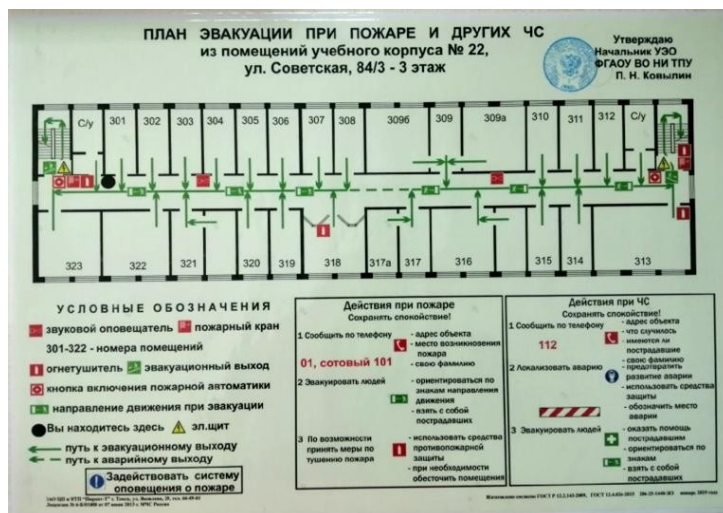 ПЛАН ЭВАКУАЦИИ ПРИ ПОЖАРЕ И ДРУГИХ ЧС
из помещений учебного корпуса № 22,
ул. Советская, 84/3 - 3 этаж
Утверждаю
Начальник УЭО
ФГАОУ ВО НИ ТПУ
П. Н. Ковылин
С/у 301 302 303 304 305 306 307 308 309б 309 309а 310 311 312 С/у
323 322 321 320 319 318 317а 317 316 315 314 313
УСЛОВНЫЕ ОБОЗНАЧЕНИЯ
звуковой оповещатель пожарный кран
301-322 - номера помещений
огнетушитель эвакуационный выход
кнопка включения пожарной автоматики
направление движения при эвакуации
Вы находитесь здесь эл.щит
путь к эвакуационному выходу
путь к аварийному выходу
Задействовать систему
оповещения о пожаре
Действия при пожаре
Сохранять спокойствие!
1 Сообщить по телефону
01, сотовый 101
- адрес объекта
- место возникновения
пожара
- свою фамилию
2 Эвакуировать людей
- ориентироваться по
знакам направления
движения
- взять с собой
пострадавших
3 По возможности
принять меры по
тушению пожара
- использовать средства
противопожарной
защиты
- при необходимости
обесточить помещения
Действия при ЧС
Сохранять спокойствие!
1 Сообщить по телефону
112
- адрес объекта
- что случилось
- имеются ли
пострадавшие
- свою фамилию
2 Локализовать аварию
- предотвратить
развитие аварии
- использовать средства
защиты
- обозначить место
аварии
3 Эвакуировать людей
- оказать помощь
пострадавшим
- ориентироваться по
знакам
- взять с собой
пострадавших